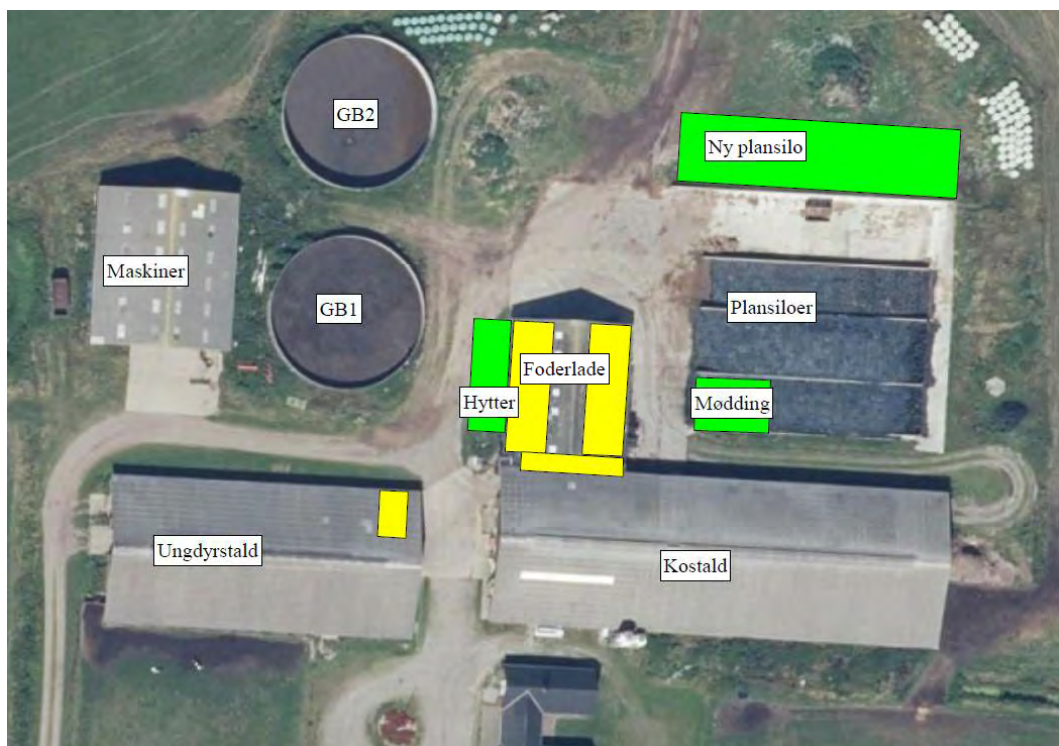 GB2
Ny plansilo
Maskiner
GB1
Plansiloer
Foderlade
Hytter
Mødding
Ungdyrstald
Kostald